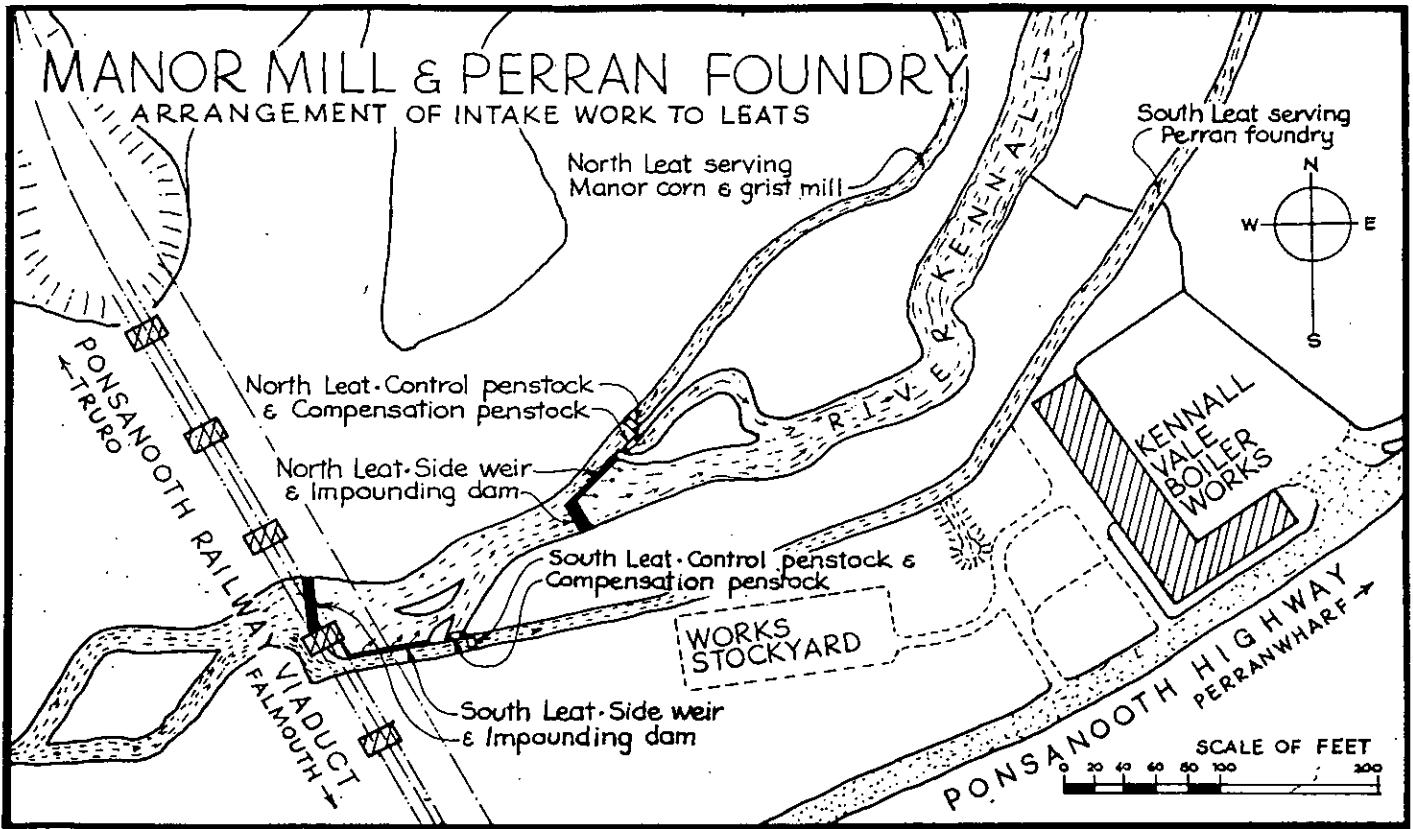 MANOR MILL & PERRAN FOUNDRY
ARRANGEMENT OF INTAKE WORK TO LEATS
South Leat serving
Perran foundry
North Leat serving
Manor corn & grist mill
N
W
E
S
RIVER KENNALL
PONSANOOTH RAILWAY VIADUCT
←TRURO
FALMOUTH→
North Leat·Control penstock
& Compensation penstock
North Leat·Side weir
& Impounding dam
South Leat·Control penstock &
Compensation penstock
South Leat·Side weir
& Impounding dam
WORKS
STOCKYARD
KENNALL
VALE
BOILER
WORKS
PONSANOOTH HIGHWAY
PERRANWHARF→
SCALE OF FEET
0 20 40 60 80 100 200